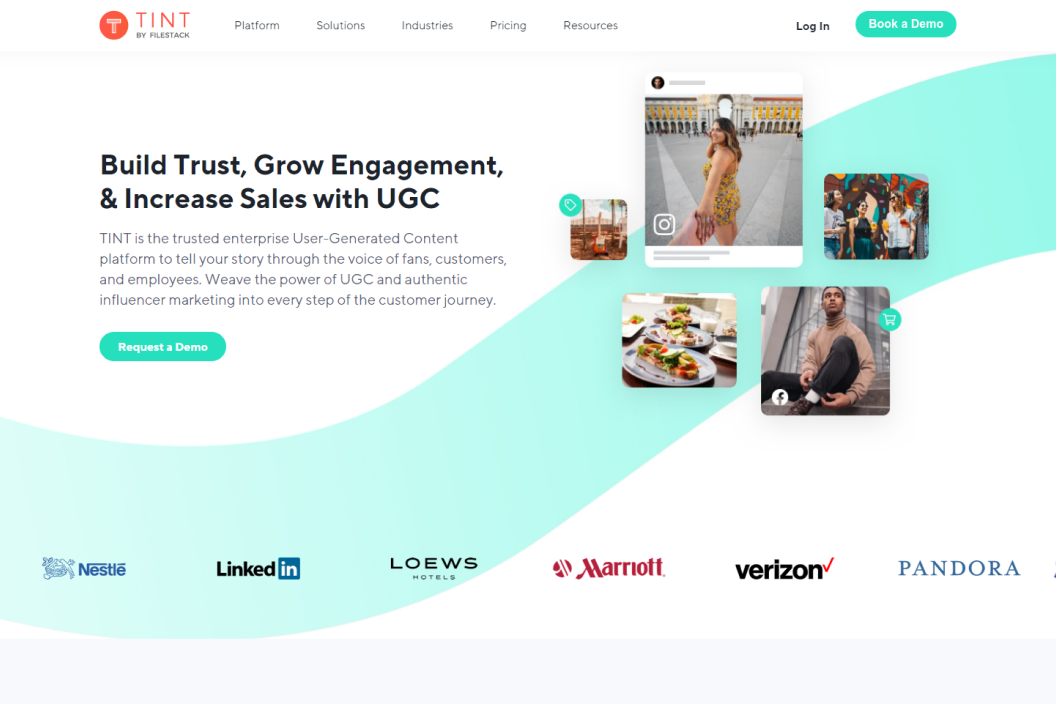 TINT
BY FILESTACK
Platform
Solutions
Industries
Pricing
Resources
Log In
Book a Demo
Build Trust, Grow Engagement,
& Increase Sales with UGC
TINT is the trusted enterprise User-Generated Content
platform to tell your story through the voice of fans, customers,
and employees. Weave the power of UGC and authentic
influencer marketing into every step of the customer journey.
Request a Demo
Nestlé
LinkedIn
LOEWS
HOTELS
Marriott
verizon
PANDORA